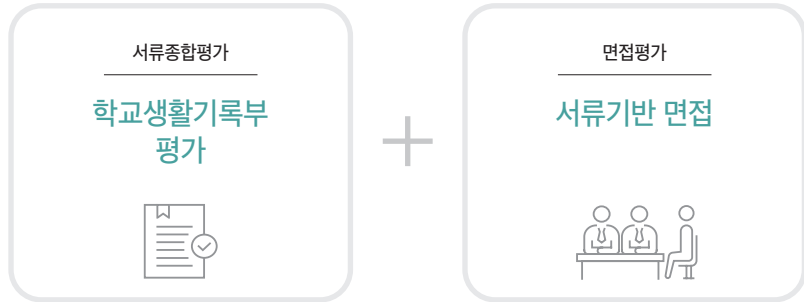 서류종합평가
학교생활기록부
평가
면접평가
서류기반 면접